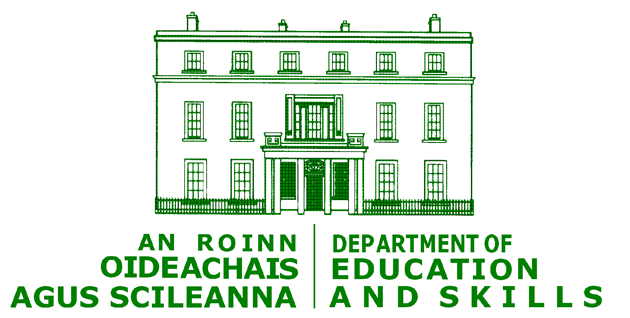 AN ROINN
OIDEACHAIS
AGUS SCILEANNA
DEPARTMENT OF
EDUCATION
AND SKILLS